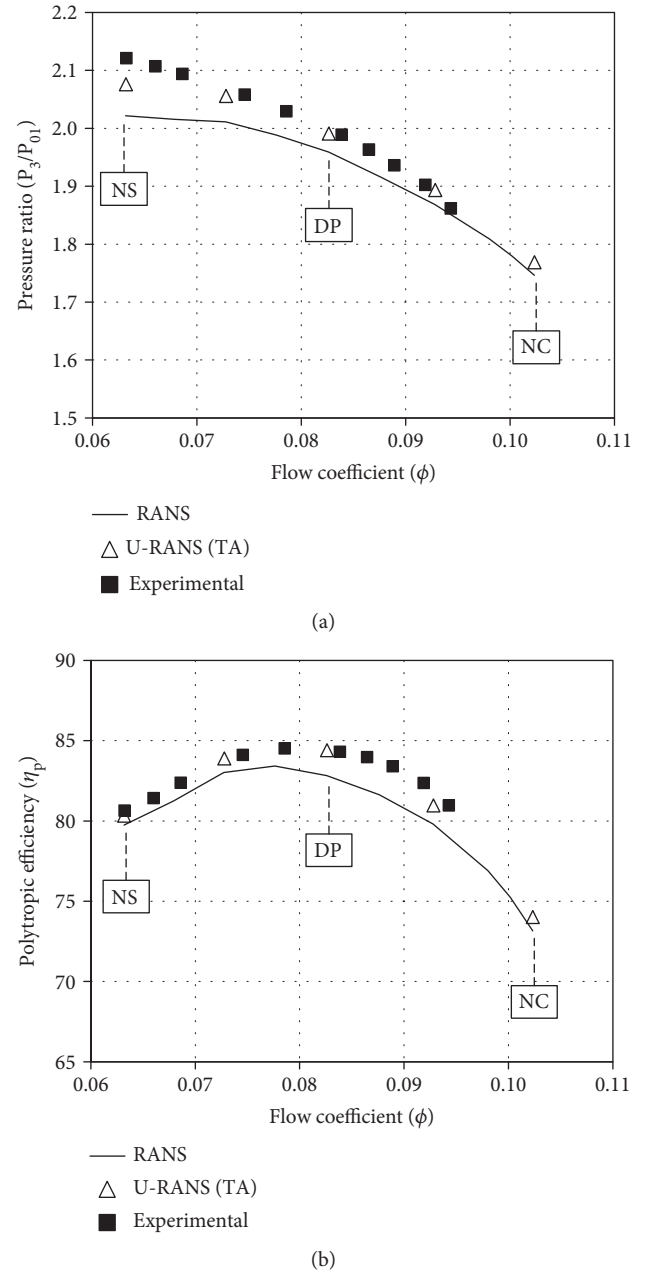 2.2
2.1
2.0
1.9
1.8
1.7
1.6
1.5
Pressure ratio (P3/P01)
NS
DP
NC
0.06 0.07 0.08 0.09 0.10 0.11
Flow coefficient (ϕ)
RANS
U-RANS (TA)
Experimental
(a)
90
85
80
75
70
65
Polytropic efficiency (ηp)
NS
DP
NC
0.06 0.07 0.08 0.09 0.10 0.11
Flow coefficient (ϕ)
RANS
U-RANS (TA)
Experimental
(b)